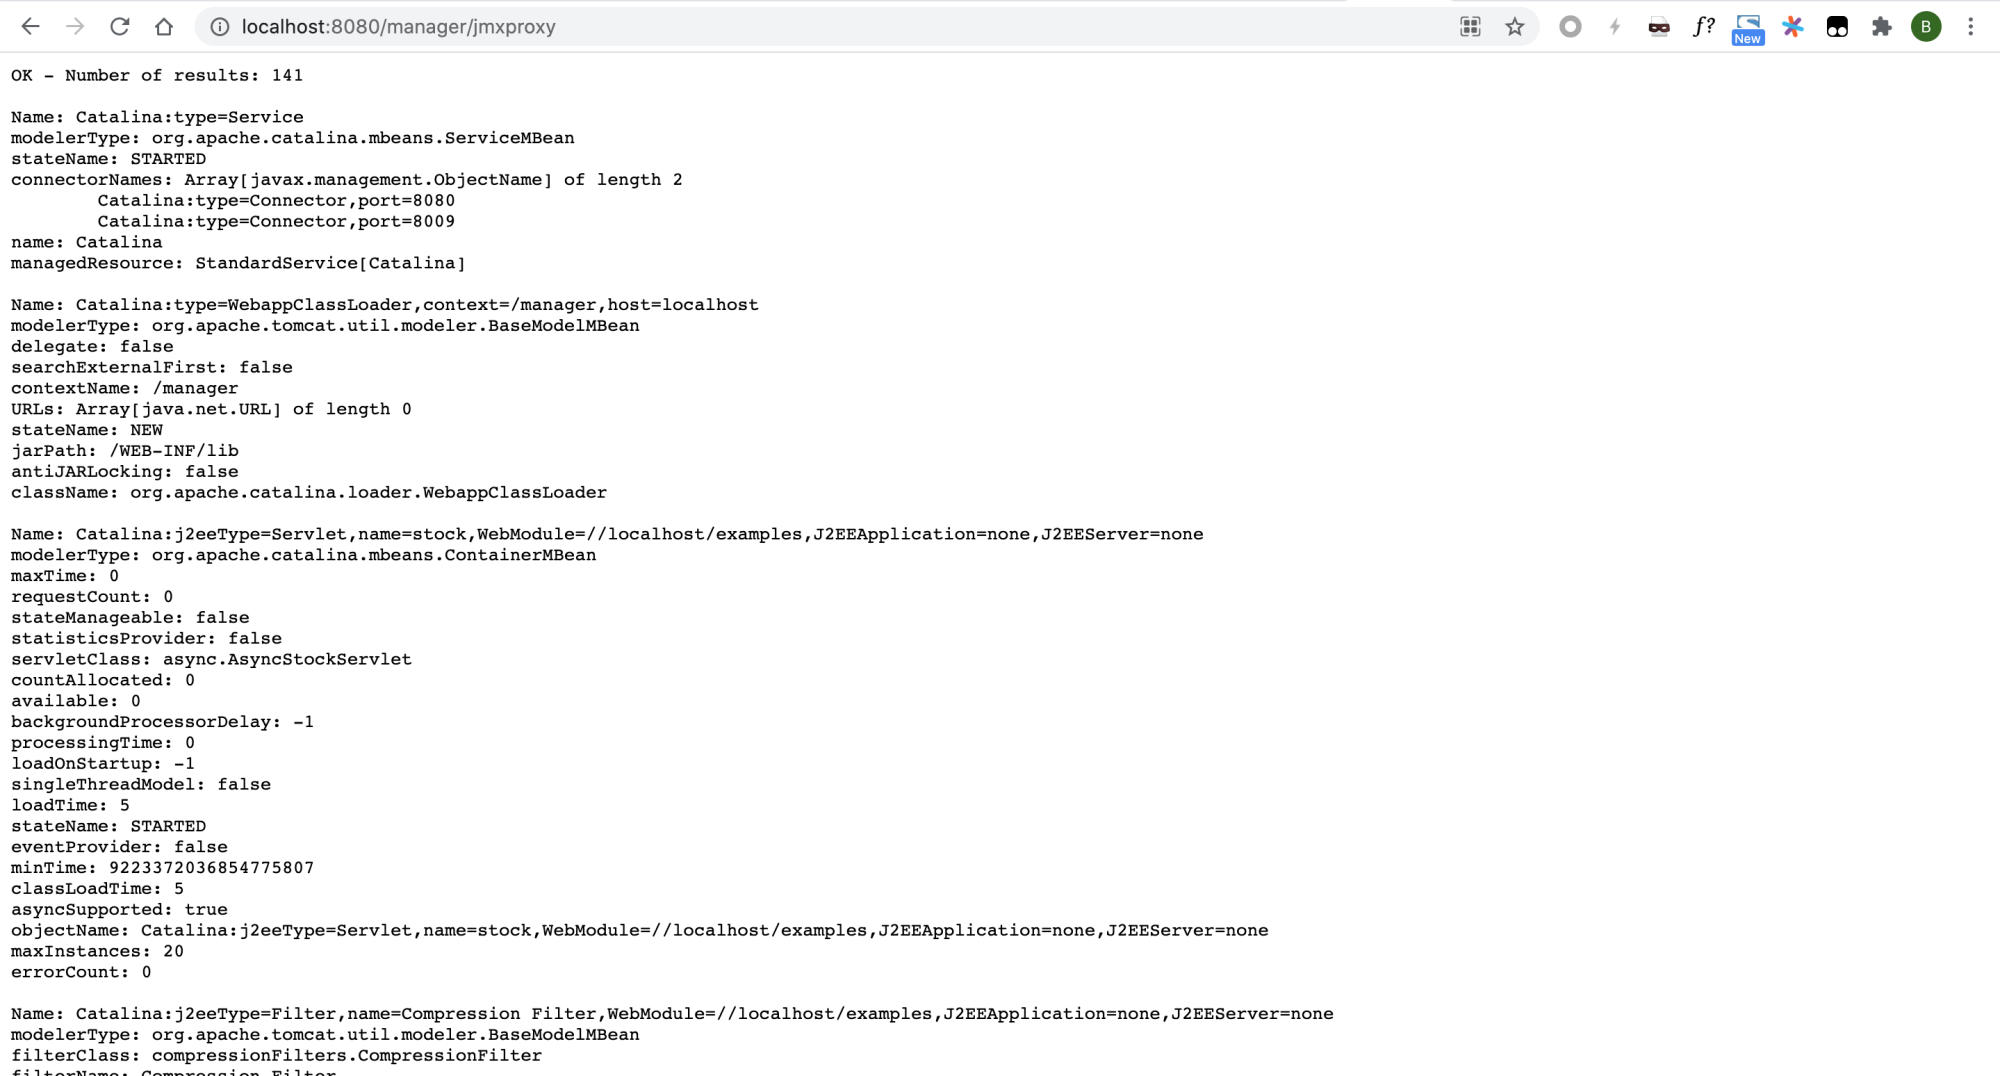 localhost:8080/manager/jmxproxy
f?
New
B
OK - Number of results: 141
Name: Catalina:type=Service
modelerType: org.apache.catalina.mbeans.ServiceMBean
stateName: STARTED
connectorNames: Array[javax.management.ObjectName] of length 2
Catalina:type=Connector,port=8080
Catalina:type=Connector,port=8009
name: Catalina
managedResource: StandardService[Catalina]
Name: Catalina:type=WebappClassLoader,context=/manager,host=localhost
modelerType: org.apache.tomcat.util.modeler.BaseModelMBean
delegate: false
searchExternalFirst: false
contextName: /manager
URLs: Array[java.net.URL] of length 0
stateName: NEW
jarPath: /WEB-INF/lib
antiJARLocking: false
className: org.apache.catalina.loader.WebappClassLoader
Name: Catalina:j2eeType=Servlet,name=stock,WebModule=//localhost/examples,J2EEApplication=none,J2EEServer=none
modelerType: org.apache.catalina.mbeans.ContainerMBean
maxTime: 0
requestCount: 0
stateManageable: false
statisticsProvider: false
servletClass: async.AsyncStockServlet
countAllocated: 0
available: 0
backgroundProcessorDelay: -1
processingTime: 0
loadOnStartup: -1
singleThreadModel: false
loadTime: 5
stateName: STARTED
eventProvider: false
minTime: 9223372036854775807
classLoadTime: 5
asyncSupported: true
objectName: Catalina:j2eeType=Servlet,name=stock,WebModule=//localhost/examples,J2EEApplication=none,J2EEServer=none
maxInstances: 20
errorCount: 0
Name: Catalina:j2eeType=Filter,name=Compression Filter,WebModule=//localhost/examples,J2EEApplication=none,J2EEServer=none
modelerType: org.apache.tomcat.util.modeler.BaseModelMBean
filterClass: compressionFilters.CompressionFilter
filterName: Compression Filter